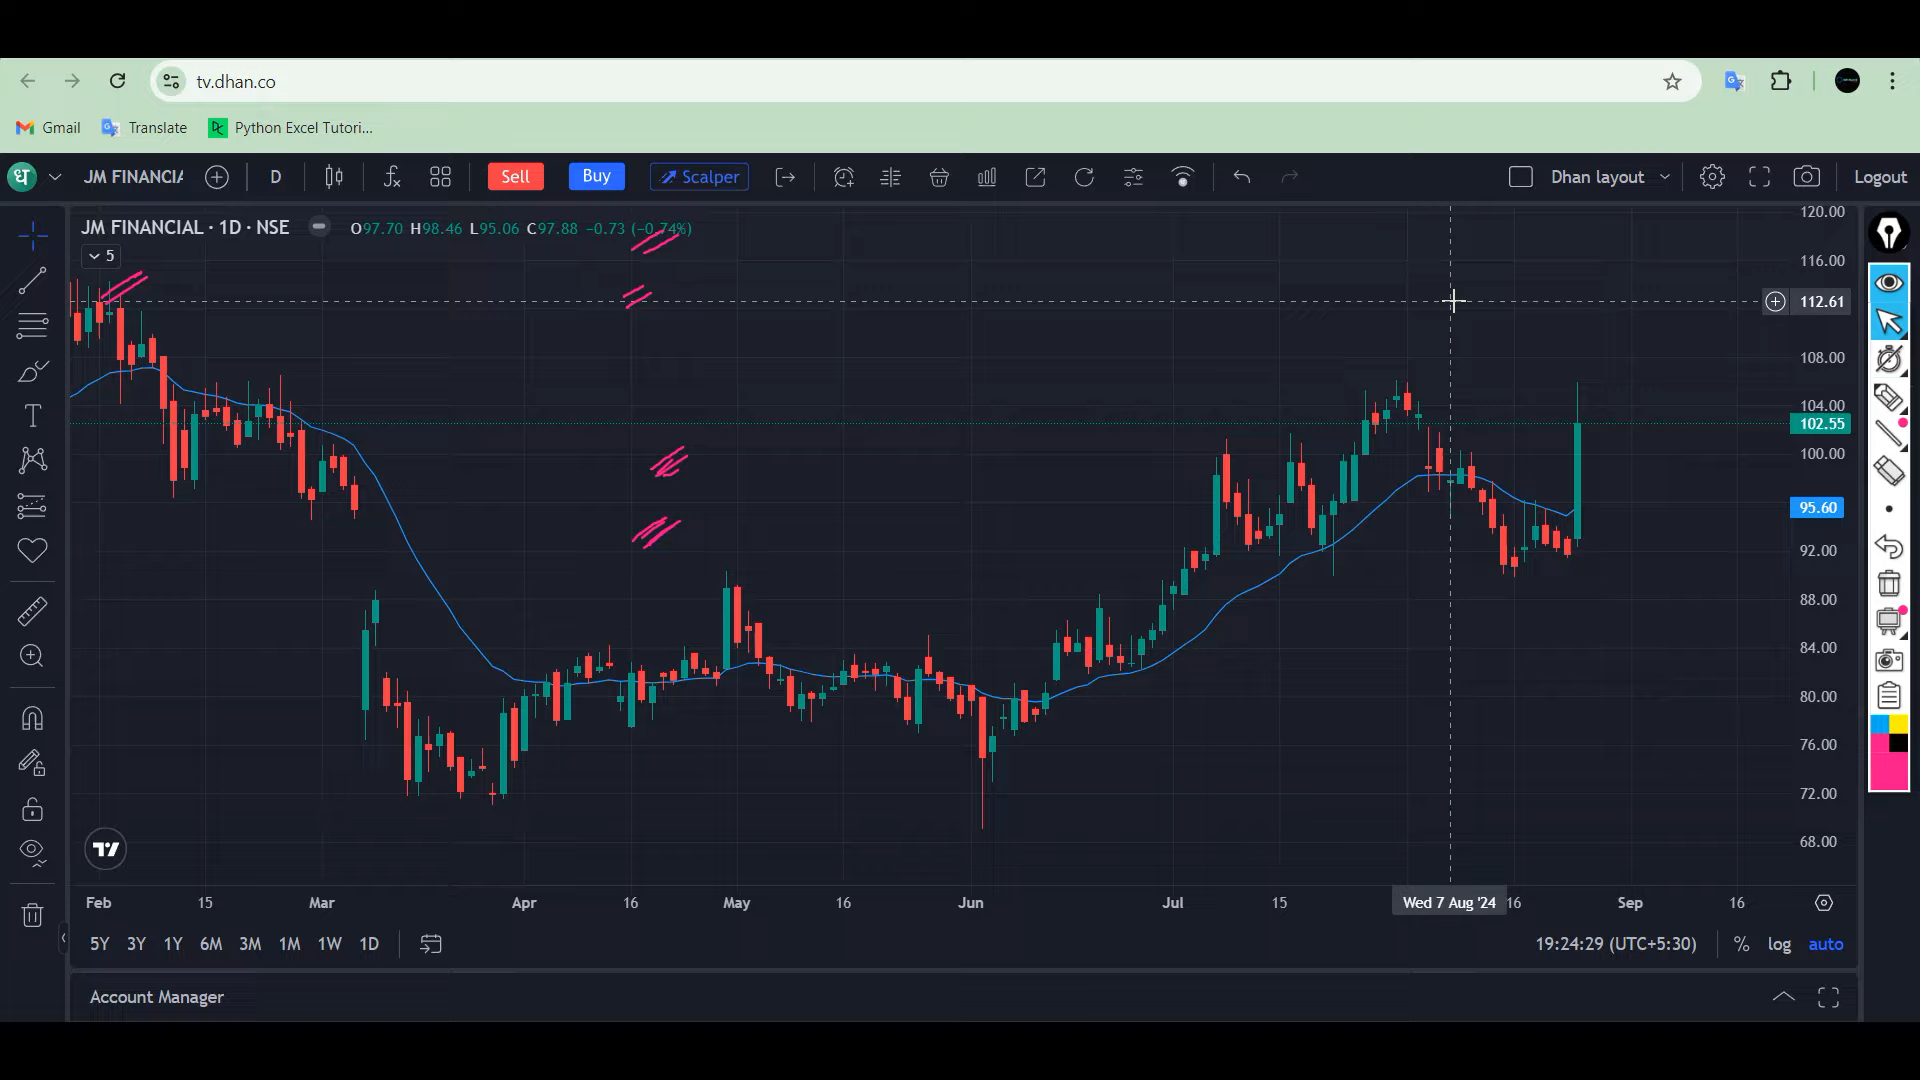 tv.dhan.co
Gmail Translate Python Excel Tutori...
ध JM FINANCIA D Sell Buy Scalper Dhan layout Logout
JM FINANCIAL · 1D · NSE O97.70 H98.46 L95.06 C97.88 −0.73 (−0.74%)
5
120.00
116.00
112.61
108.00
104.00
102.55
100.00
95.60
92.00
88.00
84.00
80.00
76.00
72.00
68.00
Feb 15 Mar Apr 16 May 16 Jun Jul 15 Wed 7 Aug '24 16 Sep 16
5Y 3Y 1Y 6M 3M 1M 1W 1D 19:24:29 (UTC+5:30) % log auto
Account Manager